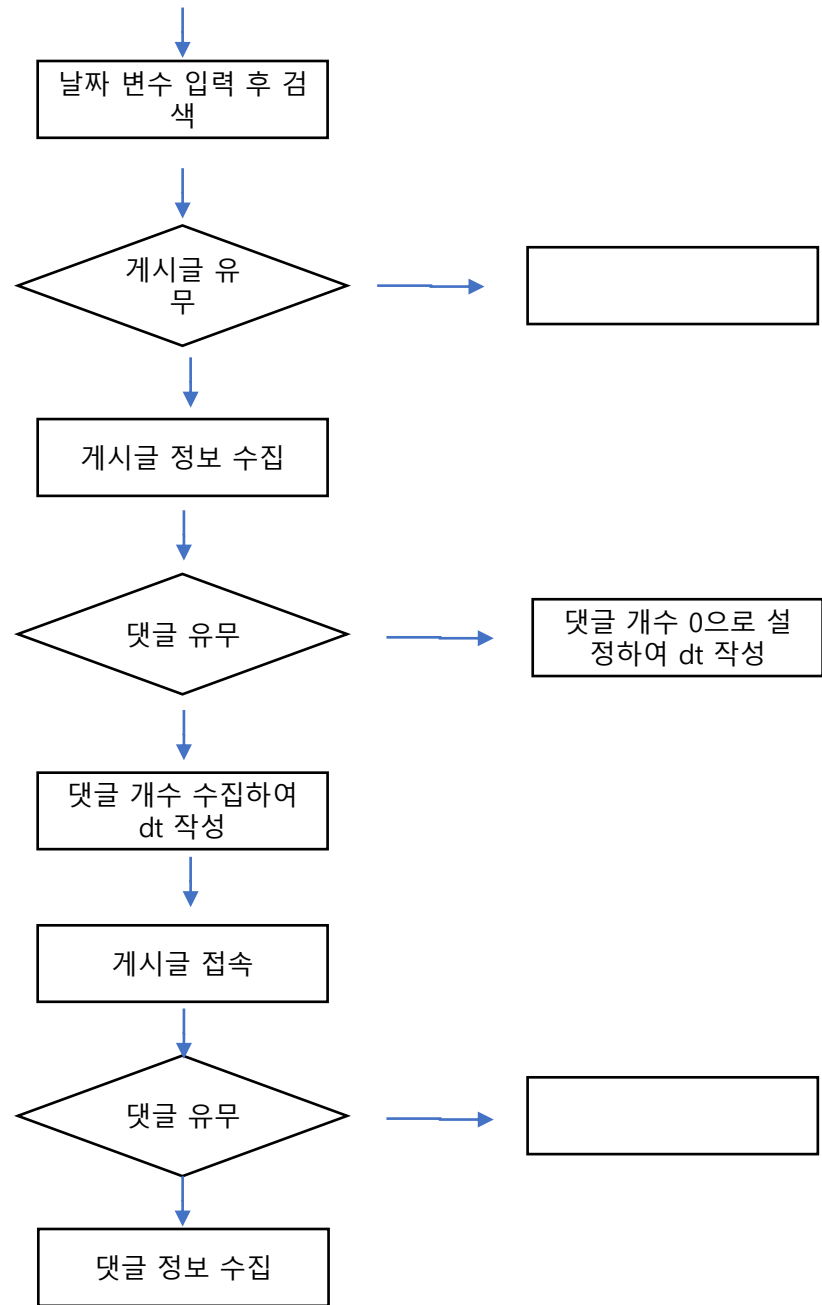 날짜 변수 입력 후 검
색
게시글 유
무
게시글 정보 수집
댓글 유무
댓글 개수 0으로 설
정하여 dt 작성
댓글 개수 수집하여
dt 작성
게시글 접속
댓글 유무
댓글 정보 수집